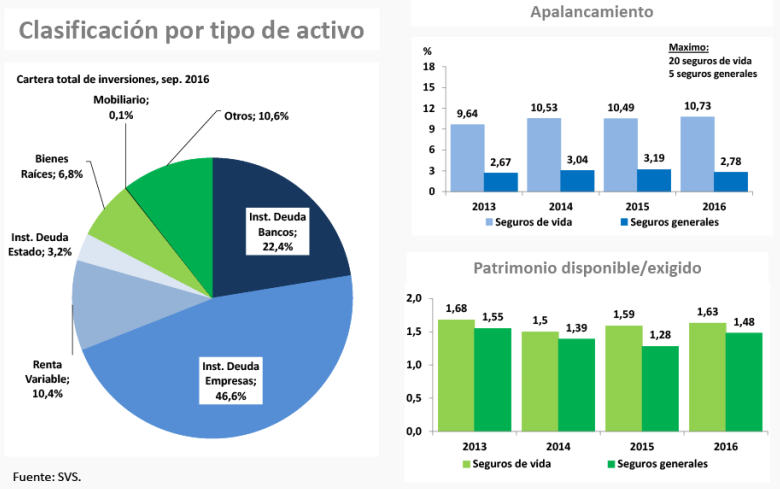 Clasificación por tipo de activo
Cartera total de inversiones, sep. 2016
Mobiliario;
0,1%
Otros; 10,6%
Bienes
Raíces; 6,8%
Inst. Deuda
Estado; 3,2%
Renta
Variable;
10,4%
Inst. Deuda
Bancos;
22,4%
Inst. Deuda
Empresas;
46,6%
Fuente: SVS.
Apalancamiento
%
Maximo:
20 seguros de vida
5 seguros generales
18
15
12
9
6
3
0
9,64
2,67
10,53
3,04
10,49
3,19
10,73
2,78
2013
2014
2015
2016
Seguros de vida
Seguros generales
Patrimonio disponible/exigido
2,0
1,5
1,0
0,5
0,0
1,68
1,55
1,5
1,39
1,59
1,28
1,63
1,48
2013
2014
2015
2016
Seguros de vida
Seguros generales